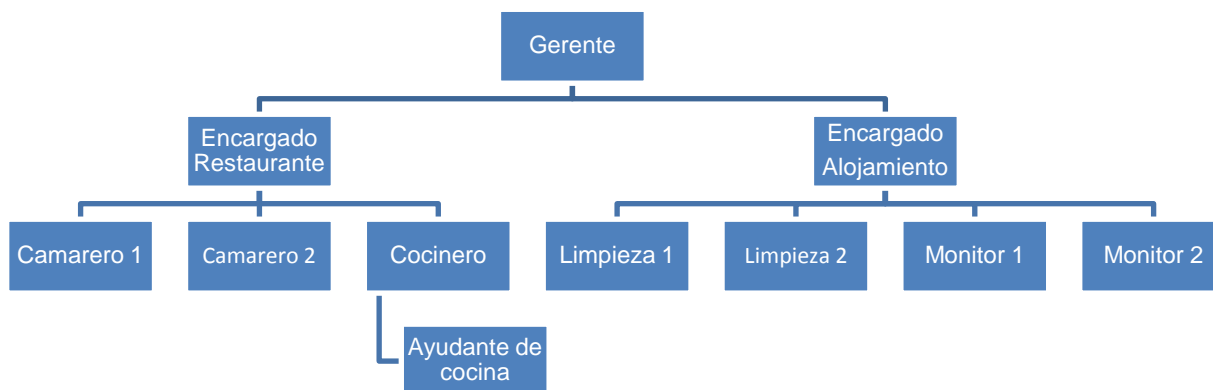 Gerente
Encargado
Restaurante
Encargado
Alojamiento
Camarero 1
Camarero 2
Cocinero
Limpieza 1
Limpieza 2
Monitor 1
Monitor 2
Ayudante de
cocina